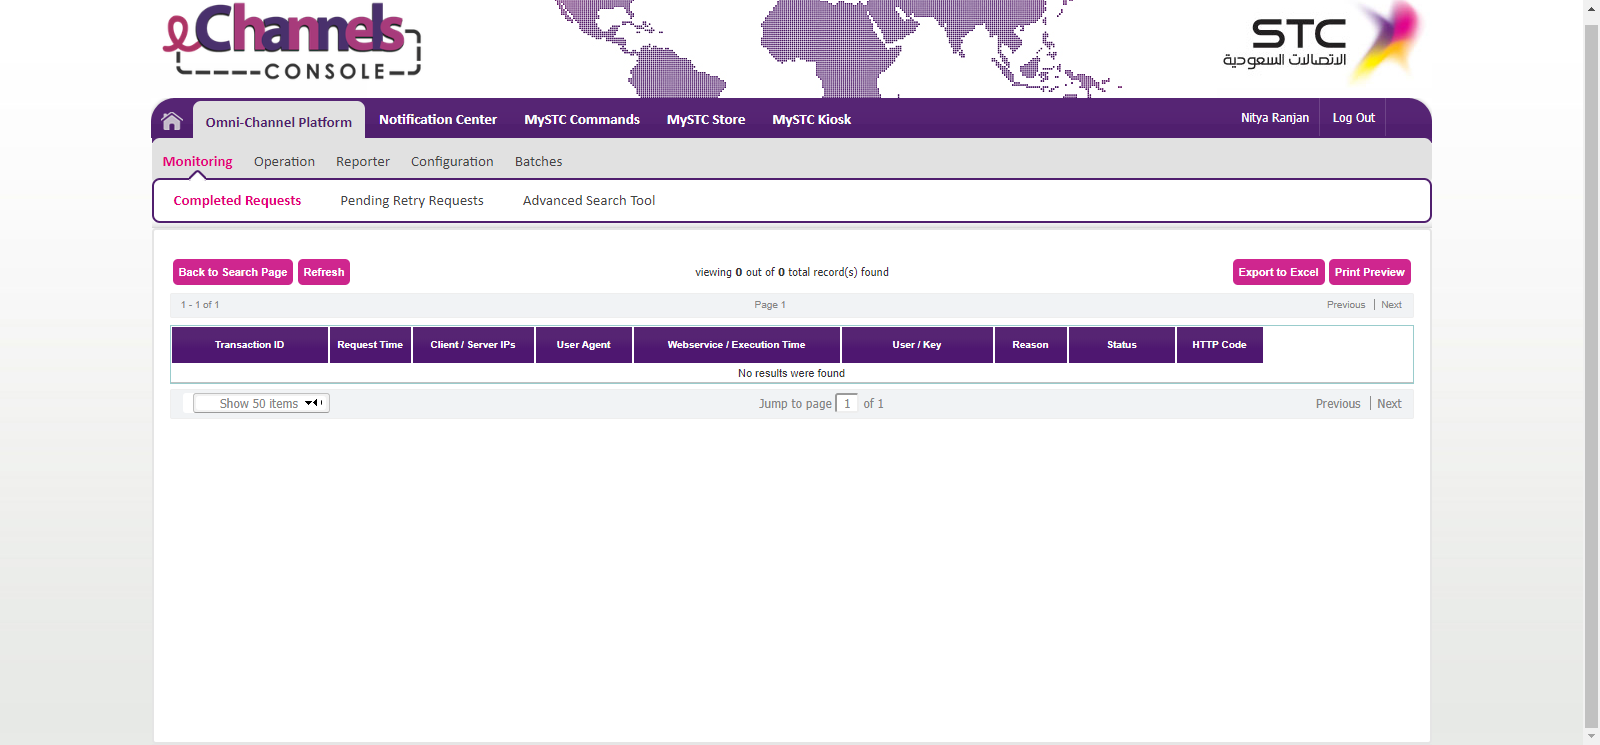 eChannels
CONSOLE
STC
الاتصالات السعودية
Omni-Channel Platform Notification Center MySTC Commands MySTC Store MySTC Kiosk Nitya Ranjan Log Out
Monitoring Operation Reporter Configuration Batches
Completed Requests Pending Retry Requests Advanced Search Tool
Back to Search Page Refresh viewing 0 out of 0 total record(s) found Export to Excel Print Preview
1 - 1 of 1 Page 1 Previous | Next
Transaction ID Request Time Client / Server IPs User Agent Webservice / Execution Time User / Key Reason Status HTTP Code
No results were found
Show 50 items Jump to page 1 of 1 Previous | Next